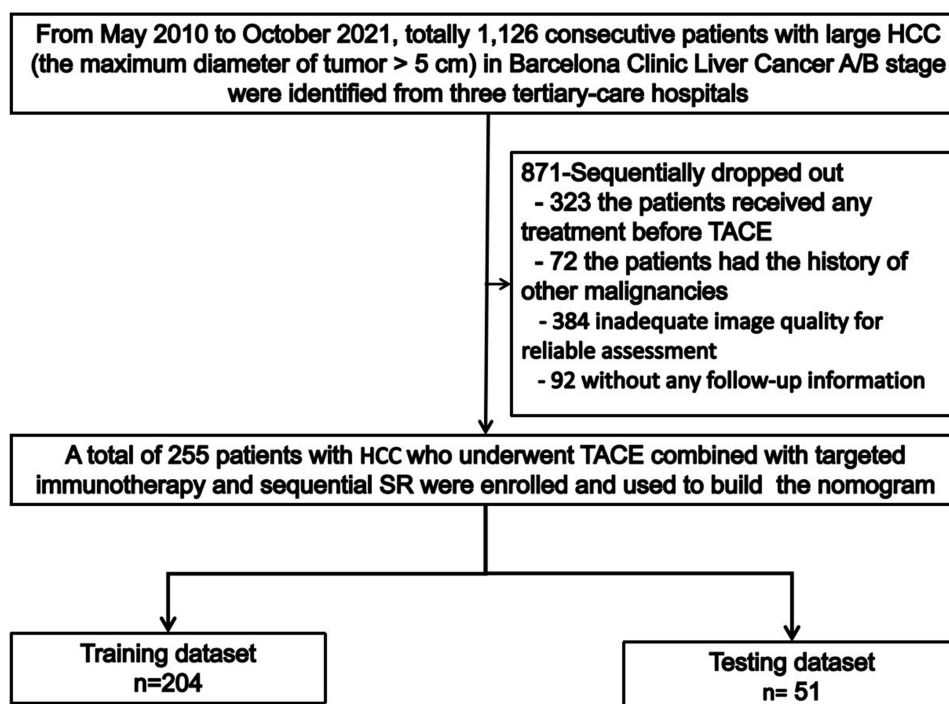 From May 2010 to October 2021, totally 1,126 consecutive patients with large HCC
(the maximum diameter of tumor > 5 cm) in Barcelona Clinic Liver Cancer A/B stage
were identified from three tertiary-care hospitals
871-Sequentially dropped out
- 323 the patients received any
treatment before TACE
- 72 the patients had the history of
other malignancies
- 384 inadequate image quality for
reliable assessment
- 92 without any follow-up information
A total of 255 patients with HCC who underwent TACE combined with targeted
immunotherapy and sequential SR were enrolled and used to build the nomogram
Training dataset
n=204
Testing dataset
n= 51